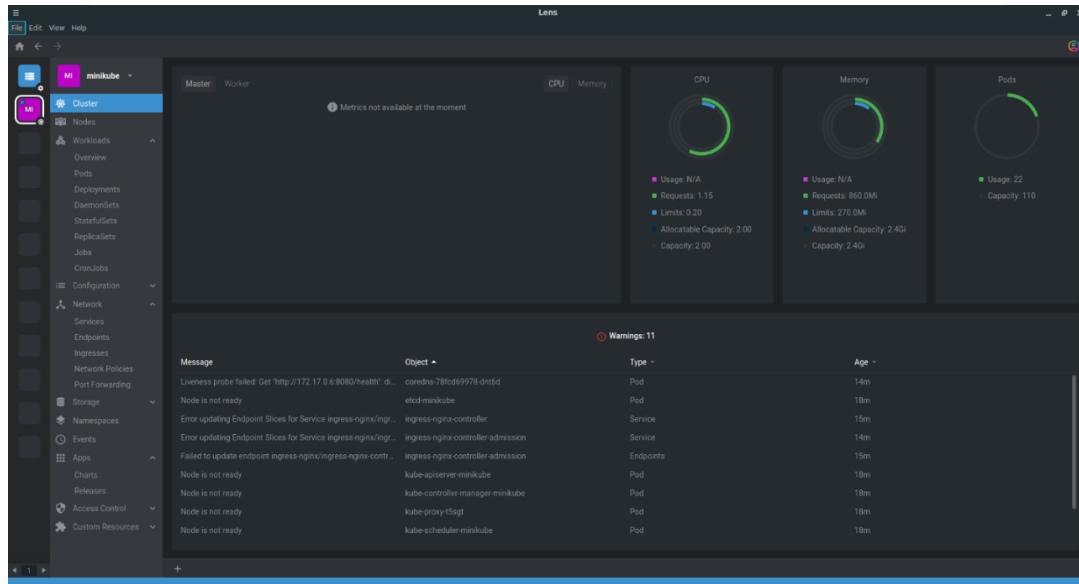 Lens
File Edit View Help
MI minikube
MI
Cluster
Nodes
Workloads
Overview
Pods
Deployments
DaemonSets
StatefulSets
ReplicaSets
Jobs
CronJobs
Configuration
Network
Services
Endpoints
Ingresses
Network Policies
Port Forwarding
Storage
Namespaces
Events
Apps
Charts
Releases
Access Control
Custom Resources
1
Master Worker CPU Memory
Metrics not available at the moment
CPU
Usage: N/A
Requests: 1.15
Limits: 0.20
Allocatable Capacity: 2.00
Capacity: 2.00
Memory
Usage: N/A
Requests: 860.0Mi
Limits: 270.0Mi
Allocatable Capacity: 2.4Gi
Capacity: 2.4Gi
Pods
Usage: 22
Capacity: 110
Warnings: 11
Message Object Type Age
Liveness probe failed: Get "http://172.17.0.6:8080/health": di... coredns-78fcd69978-dnt6d Pod 14m
Node is not ready etcd-minikube Pod 18m
Error updating Endpoint Slices for Service ingress-nginx/ingr... ingress-nginx-controller Service 15m
Error updating Endpoint Slices for Service ingress-nginx/ingr... ingress-nginx-controller-admission Service 14m
Failed to update endpoint ingress-nginx/ingress-nginx-contr... ingress-nginx-controller-admission Endpoints 15m
Node is not ready kube-apiserver-minikube Pod 18m
Node is not ready kube-controller-manager-minikube Pod 18m
Node is not ready kube-proxy-t5sgt Pod 18m
Node is not ready kube-scheduler-minikube Pod 18m